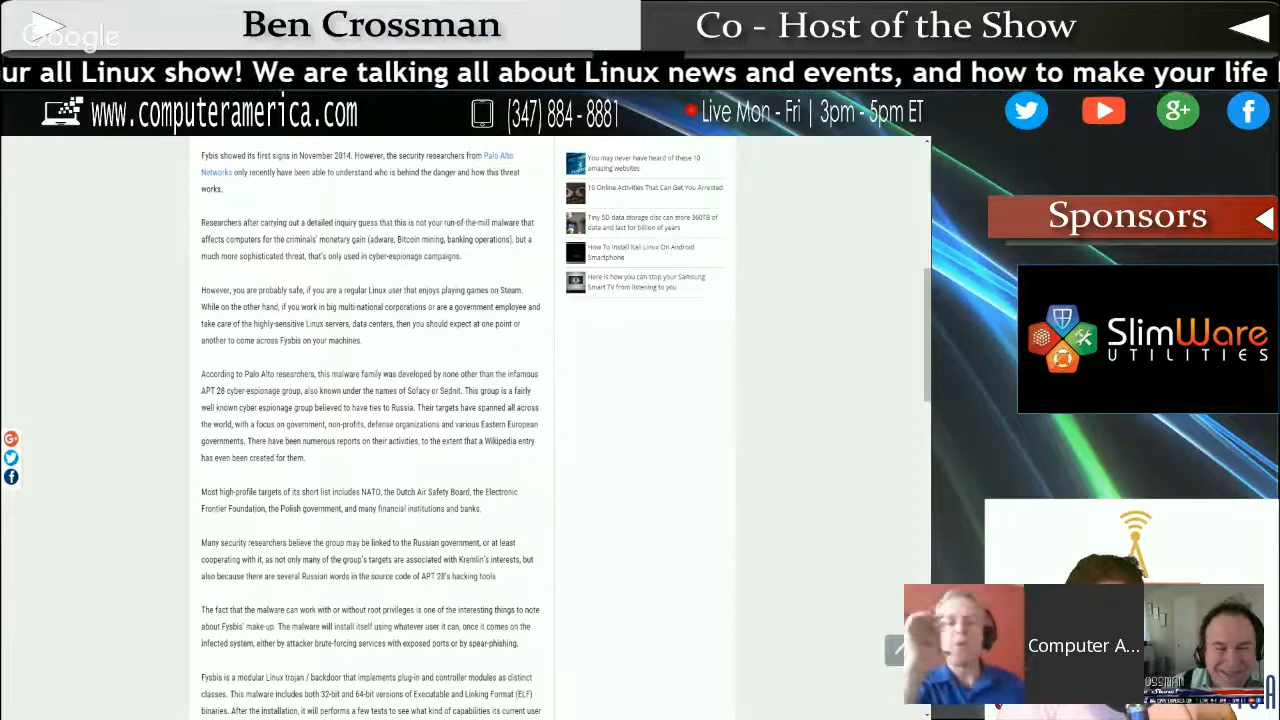 Google
Ben Crossman
Co - Host of the Show
ur all Linux show! We are talking all about Linux news and events, and how to make your life
www.computeramerica.com
(347) 884 - 8881
Live Mon - Fri | 3pm - 5pm ET
Fybis showed its first signs in November 2014. However, the security researchers from Palo Alto
Networks only recently have been able to understand who is behind the danger and how this threat
works.
Researchers after carrying out a detailed inquiry guess that this is not your run-of-the-mill malware that
affects computers for the criminals' monetary gain (adware, Bitcoin mining, banking operations), but a
much more sophisticated threat, that's only used in cyber-espionage campaigns.
However, you are probably safe, if you are a regular Linux user that enjoys playing games on Steam.
While on the other hand, if you work in big multi-national corporations or are a government employee and
take care of the highly-sensitive Linux servers, data centers, then you should expect at one point or
another to come across Fysbis on your machines.
According to Palo Alto researchers, this malware family was developed by none other than the infamous
APT 28 cyber-espionage group, also known under the names of Sofacy or Sednit. This group is a fairly
well known cyber espionage group believed to have ties to Russia. Their targets have spanned all across
the world, with a focus on government, non-profits, defense organizations and various Eastern European
governments. There have been numerous reports on their activities, to the extent that a Wikipedia entry
has even been created for them.
Most high-profile targets of its short list includes NATO, the Dutch Air Safety Board, the Electronic
Frontier Foundation, the Polish government, and many financial institutions and banks.
Many security researchers believe the group may be linked to the Russian government, or at least
cooperating with it, as not only many of the group's targets are associated with Kremlin's interests, but
also because there are several Russian words in the source code of APT 28's hacking tools
The fact that the malware can work with or without root privileges is one of the interesting things to note
about Fysbis' make-up. The malware will install itself using whatever user it can, once it comes on the
infected system, either by attacker brute-forcing services with exposed ports or by spear-phishing.
Fysbis is a modular Linux trojan / backdoor that implements plug-in and controller modules as distinct
classes. This malware includes both 32-bit and 64-bit versions of Executable and Linking Format (ELF)
binaries. After the installation, it will performs a few tests to see what kind of capabilities its current user
You may never have heard of these 10
amazing websites
10 Online Activities That Can Get You Arrested
Tiny 5D data storage disc can store 360TB of
data and last for billion of years
How To Install Kali Linux On Android
Smartphone
Here is how you can stop your Samsung
Smart TV from listening to you
Sponsors
SlimWare
UTILITIES
Computer A...